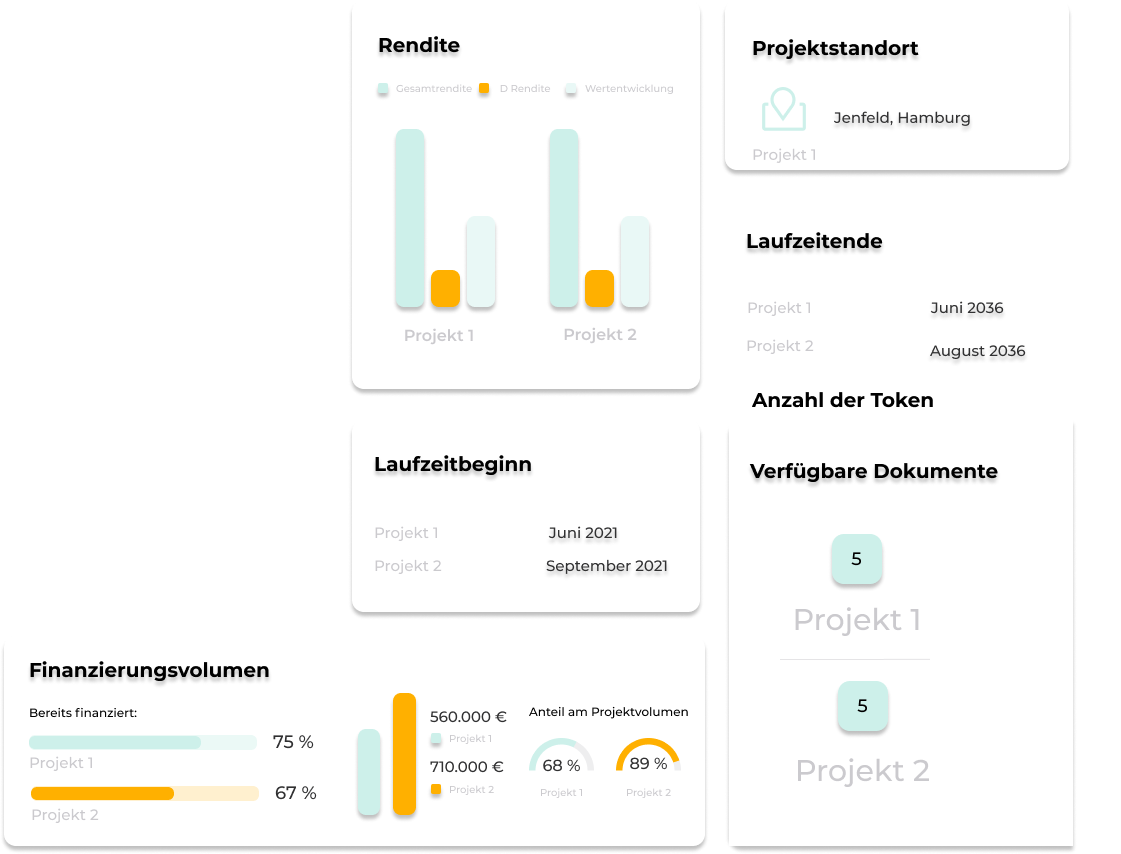 Rendite
Gesamtrendite D Rendite Wertentwicklung
Projekt 1 Projekt 2
Projektstandort
Jenfeld, Hamburg
Projekt 1
Laufzeitende
Projekt 1 Juni 2036
Projekt 2 August 2036
Anzahl der Token
Laufzeitbeginn
Projekt 1 Juni 2021
Projekt 2 September 2021
Verfügbare Dokumente
5
Projekt 1
5
Projekt 2
Finanzierungsvolumen
Bereits finanziert:
75 %
Projekt 1
67 %
Projekt 2
560.000 €
Projekt 1
710.000 €
Projekt 2
Anteil am Projektvolumen
68 % 89 %
Projekt 1 Projekt 2